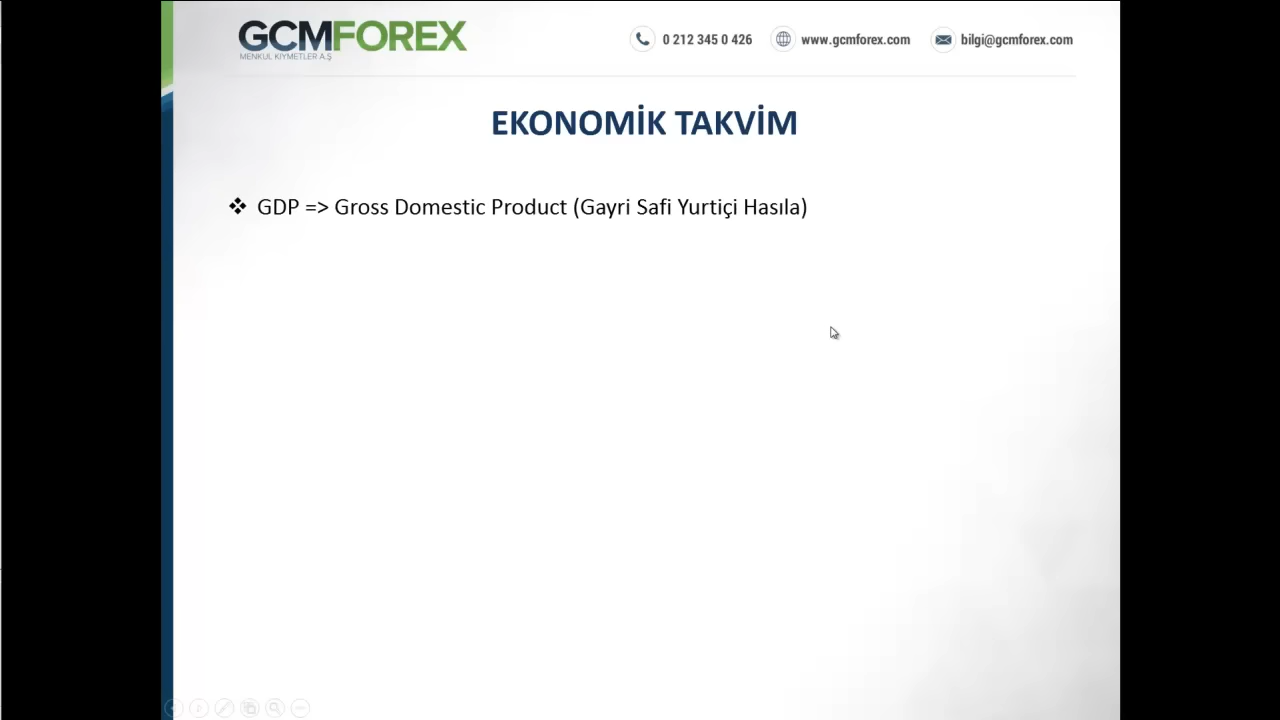 GCMFOREX
MENKUL KIYMETLER A.Ş
0 212 345 0 426
www.gcmforex.com
bilgi@gcmforex.com
EKONOMİK TAKVİM
❖ GDP => Gross Domestic Product (Gayri Safi Yurtiçi Hasıla)